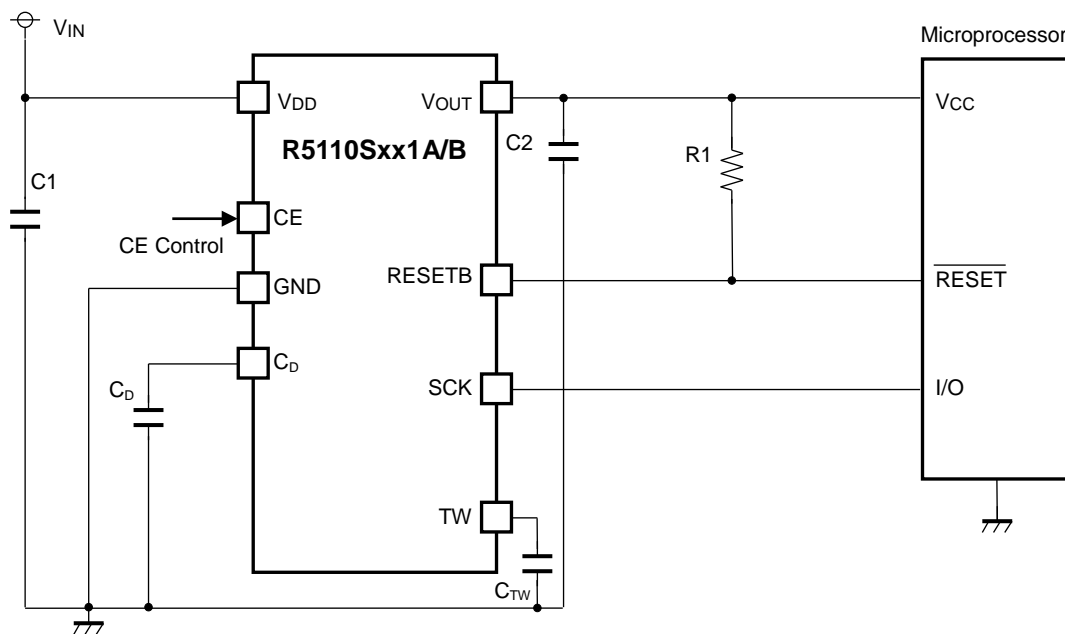 VIN
Microprocessor
VDD
VOUT
VCC
R5110Sxx1A/B
C2
R1
C1
CE
CE Control
GND
RESETB
RESET
CD
CD
SCK
I/O
TW
CTW